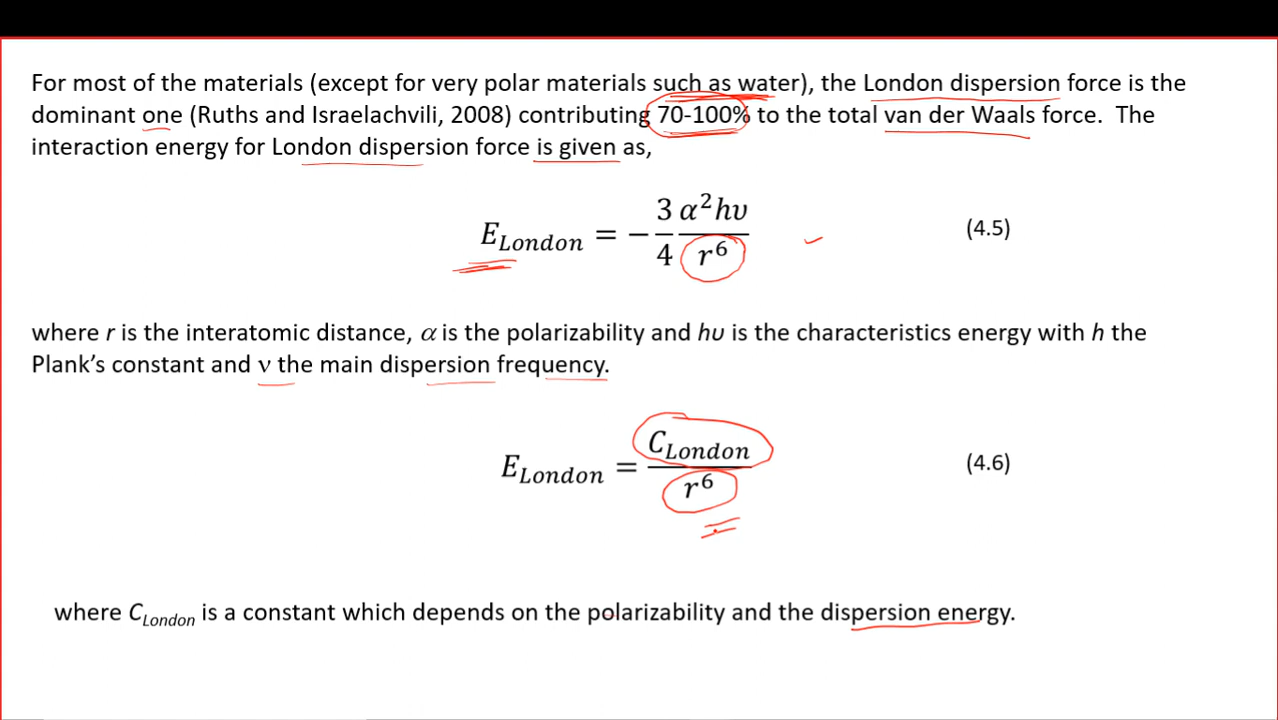 For most of the materials (except for very polar materials such as water), the London dispersion force is the
dominant one (Ruths and Israelachvili, 2008) contributing 70-100% to the total van der Waals force.  The
interaction energy for London dispersion force is given as,
E_London = −(3/4) (α²hυ / r⁶)    (4.5)
where r is the interatomic distance, α is the polarizability and hυ is the characteristics energy with h the
Plank’s constant and ν the main dispersion frequency.
E_London = C_London / r⁶    (4.6)
where C_London is a constant which depends on the polarizability and the dispersion energy.